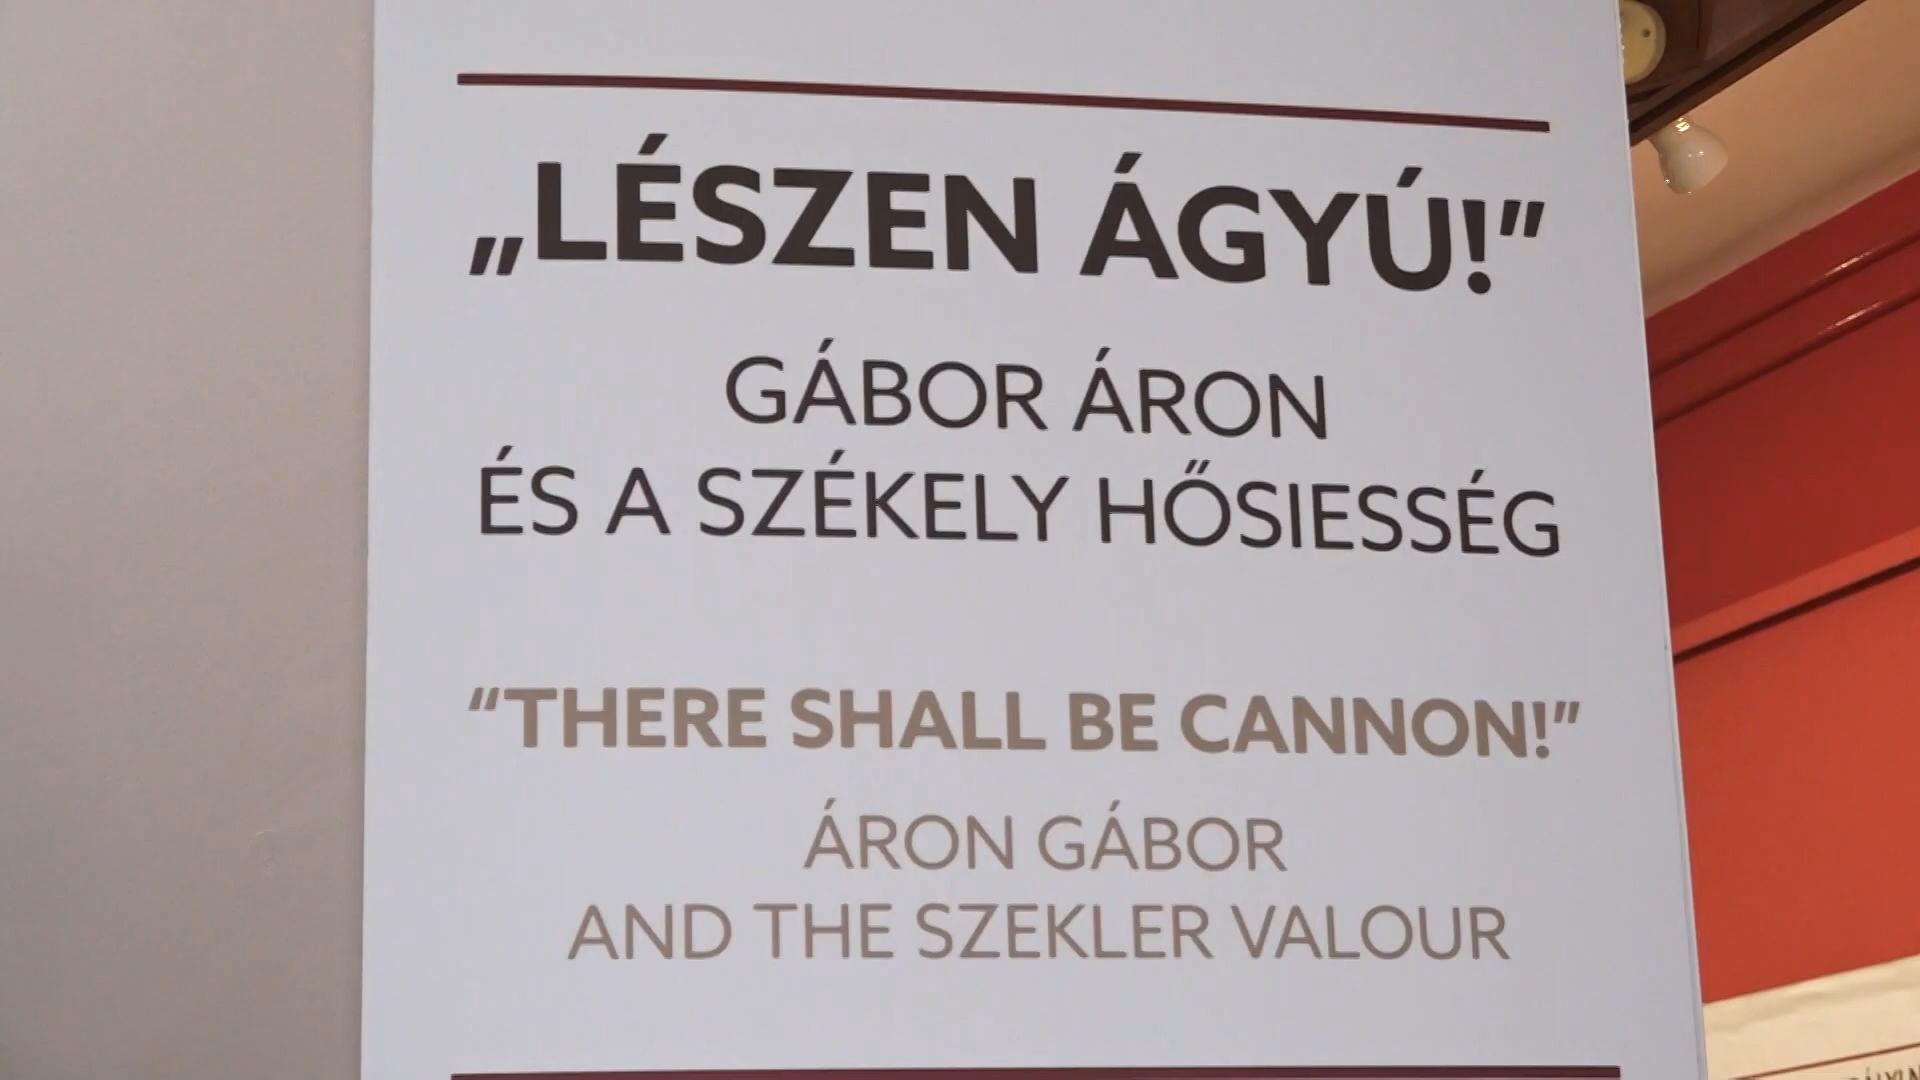 „LÉSZEN ÁGYÚ!”
GÁBOR ÁRON
ÉS A SZÉKELY HŐSIESSÉG
“THERE SHALL BE CANNON!”
ÁRON GÁBOR
AND THE SZEKLER VALOUR